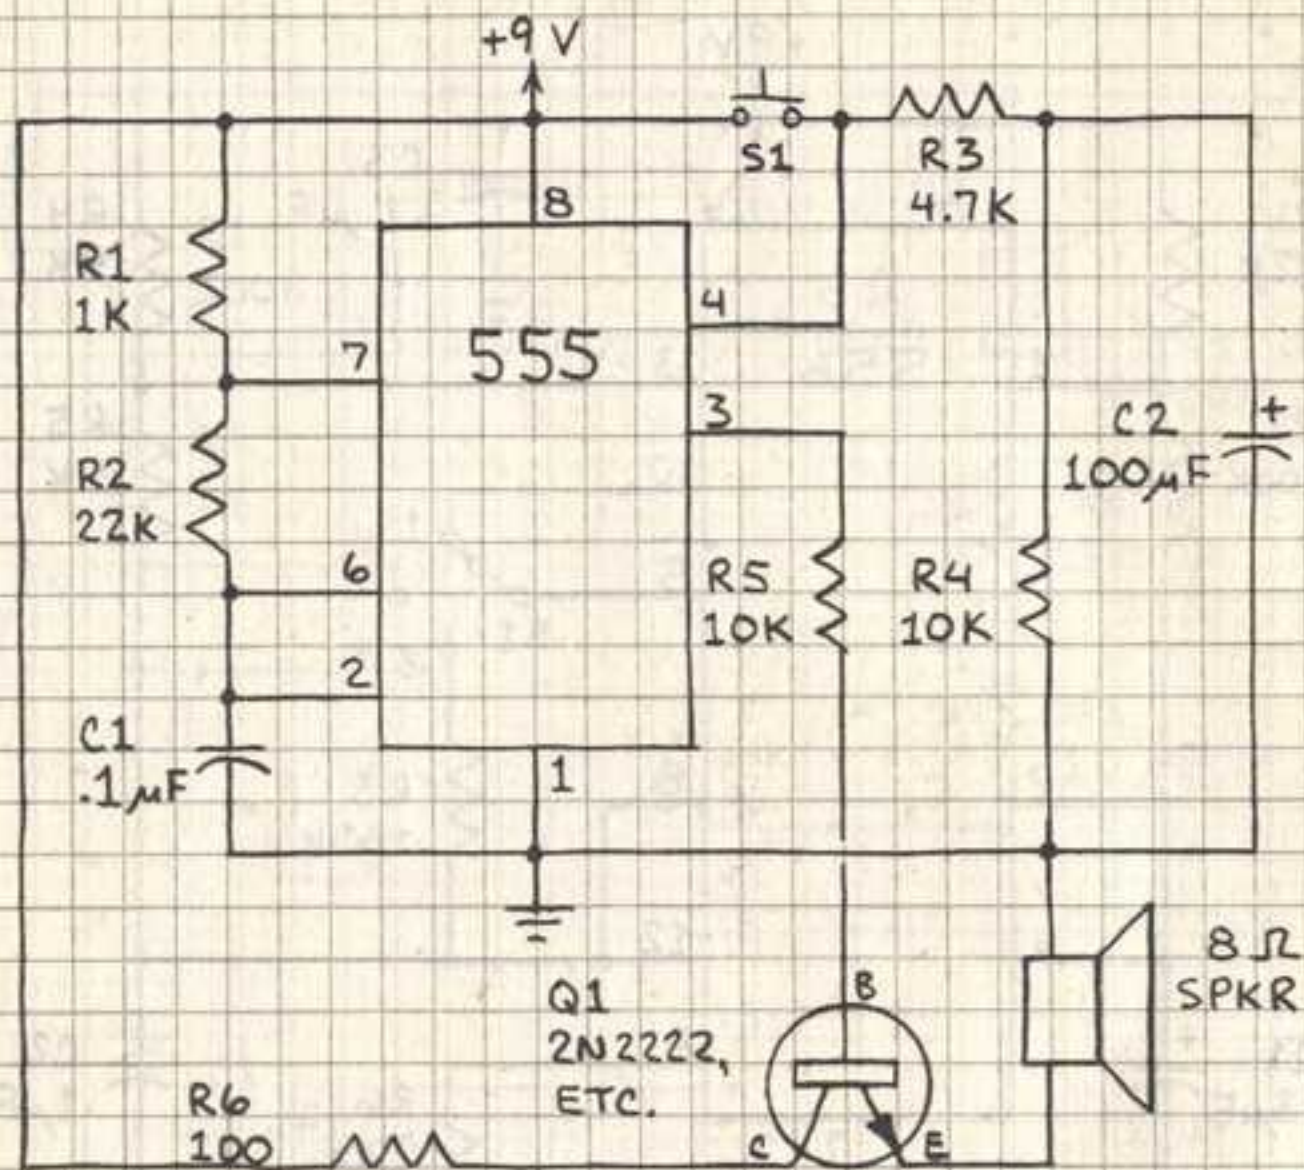 +9 V
S1
R3
4.7K
8
R1
1K
4
7
555
3
C2
+
100µF
R2
22K
6
R5
10K
R4
10K
2
C1
.1µF
1
8 Ω
SPKR
Q1
2N2222,
ETC.
B
R6
100
C
E